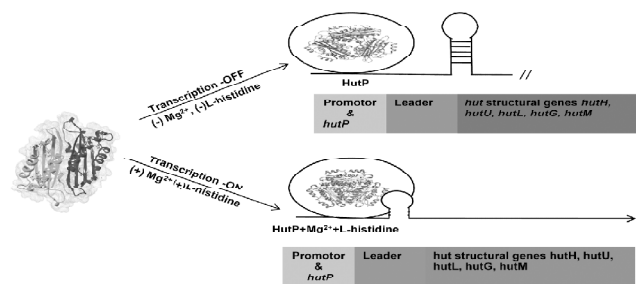 Transcription -OFF
(-) Mg²⁺, (-)L-histidine
HutP
//
Promotor
&
hutP
Leader
hut structural genes hutH,
hutU, hutL, hutG, hutM
Transcription -ON
(+) Mg²⁺(+)L-histidine
HutP+Mg²⁺+L-histidine
Promotor
&
hutP
Leader
hut structural genes hutH, hutU,
hutL, hutG, hutM